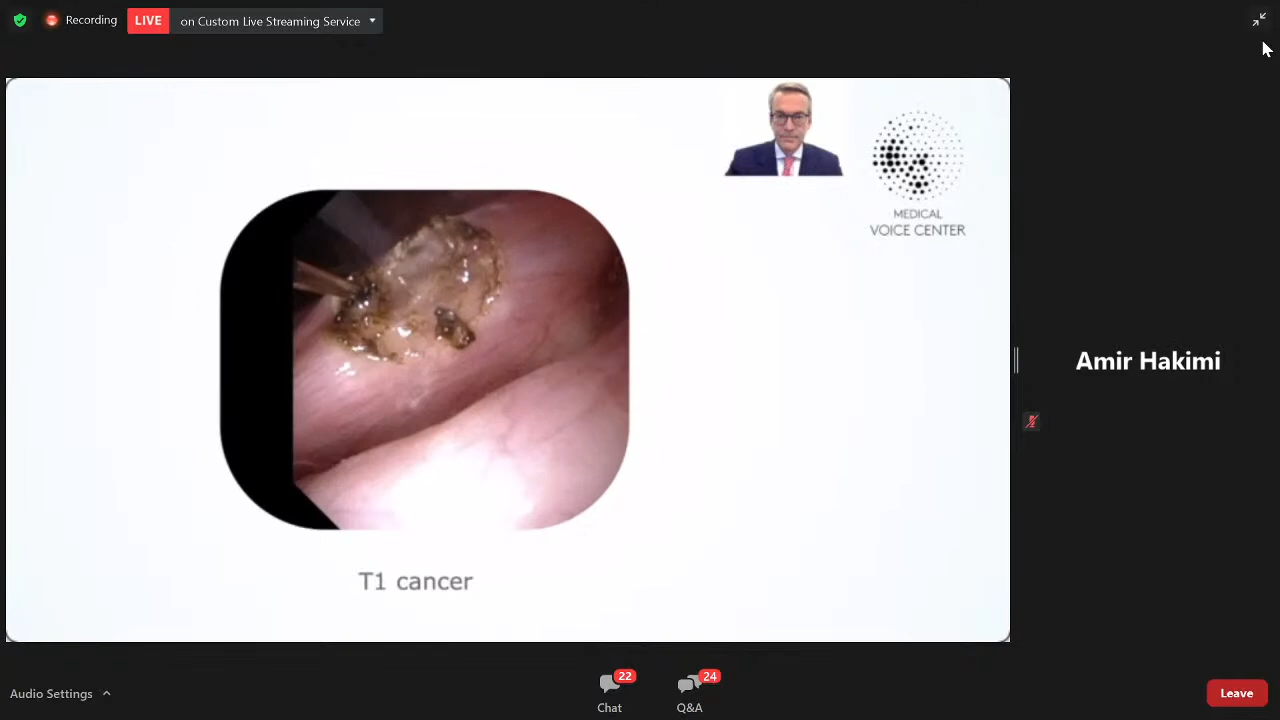 Recording
LIVE
on Custom Live Streaming Service
MEDICAL
VOICE CENTER
Amir Hakimi
T1 cancer
Audio Settings
22
Chat
24
Q&A
Leave